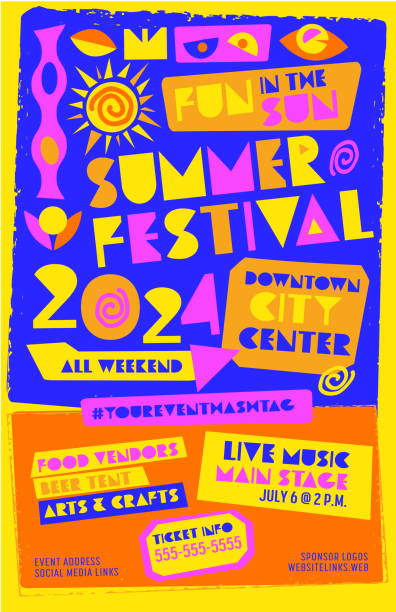 FUN IN THE SUN
SUMMER
FESTIVAL
2024
DOWNTOWN
CITY
CENTER
ALL WEEKEND
#YOUREVENTHASHTAG
FOOD VENDORS
BEER TENT
ARTS & CRAFTS
LIVE MUSIC
MAIN STAGE
JULY 6 @ 2 P.M.
TICKET INFO
555-555-5555
EVENT ADDRESS
SOCIAL MEDIA LINKS
SPONSOR LOGOS
WEBSITELINKS.WEB